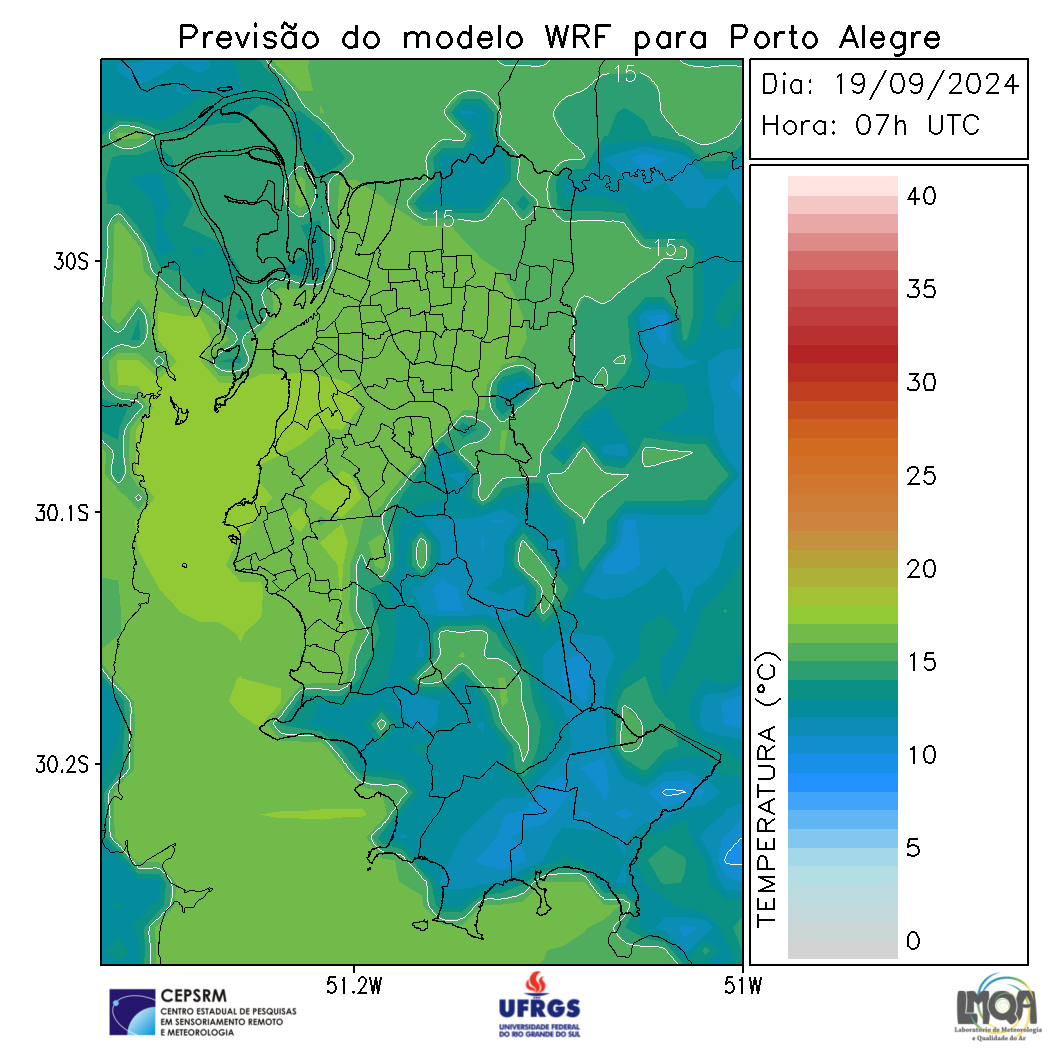 Previsão do modelo WRF para Porto Alegre
Dia: 19/09/2024
Hora: 07h UTC
15
15
15
30S
30.1S
30.2S
51.2W
51W
TEMPERATURA (°C)
40
35
30
25
20
15
10
5
0
CEPSRM
CENTRO ESTADUAL DE PESQUISAS
EM SENSORIAMENTO REMOTO
E METEOROLOGIA
UFRGS
UNIVERSIDADE FEDERAL
DO RIO GRANDE DO SUL
LMQA
Laboratório de Meteorologia
e Qualidade do Ar